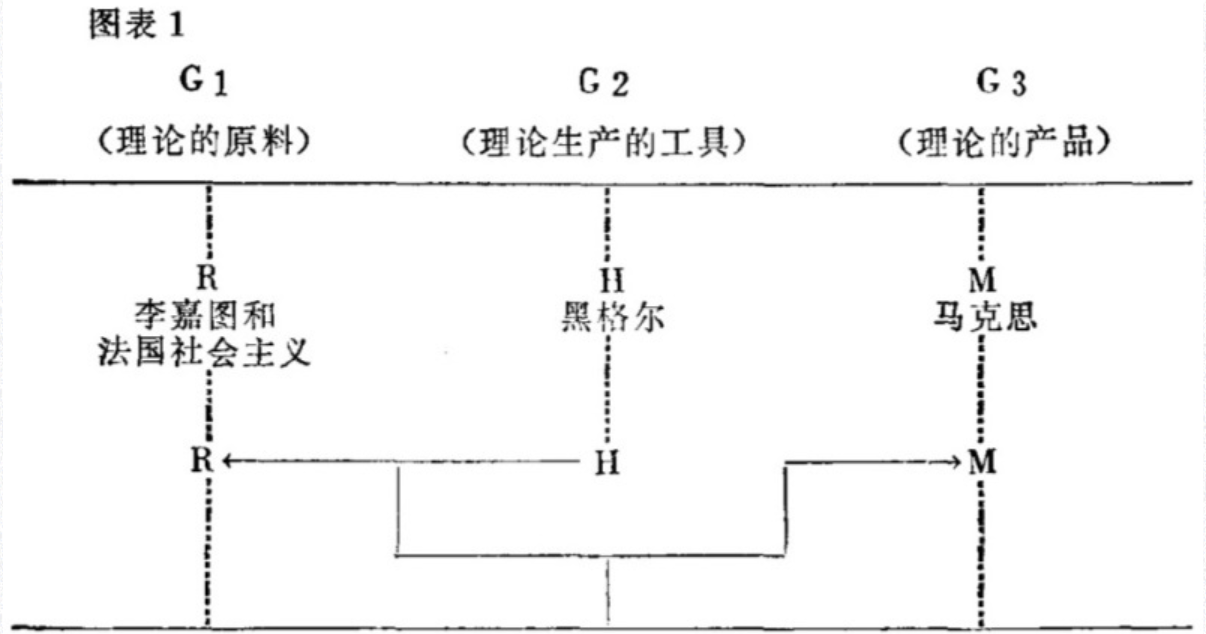 图表 1
G 1 G 2 G 3
（理论的原料） （理论生产的工具） （理论的产品）
R H M
李嘉图和 黑格尔 马克思
法国社会主义
R H M